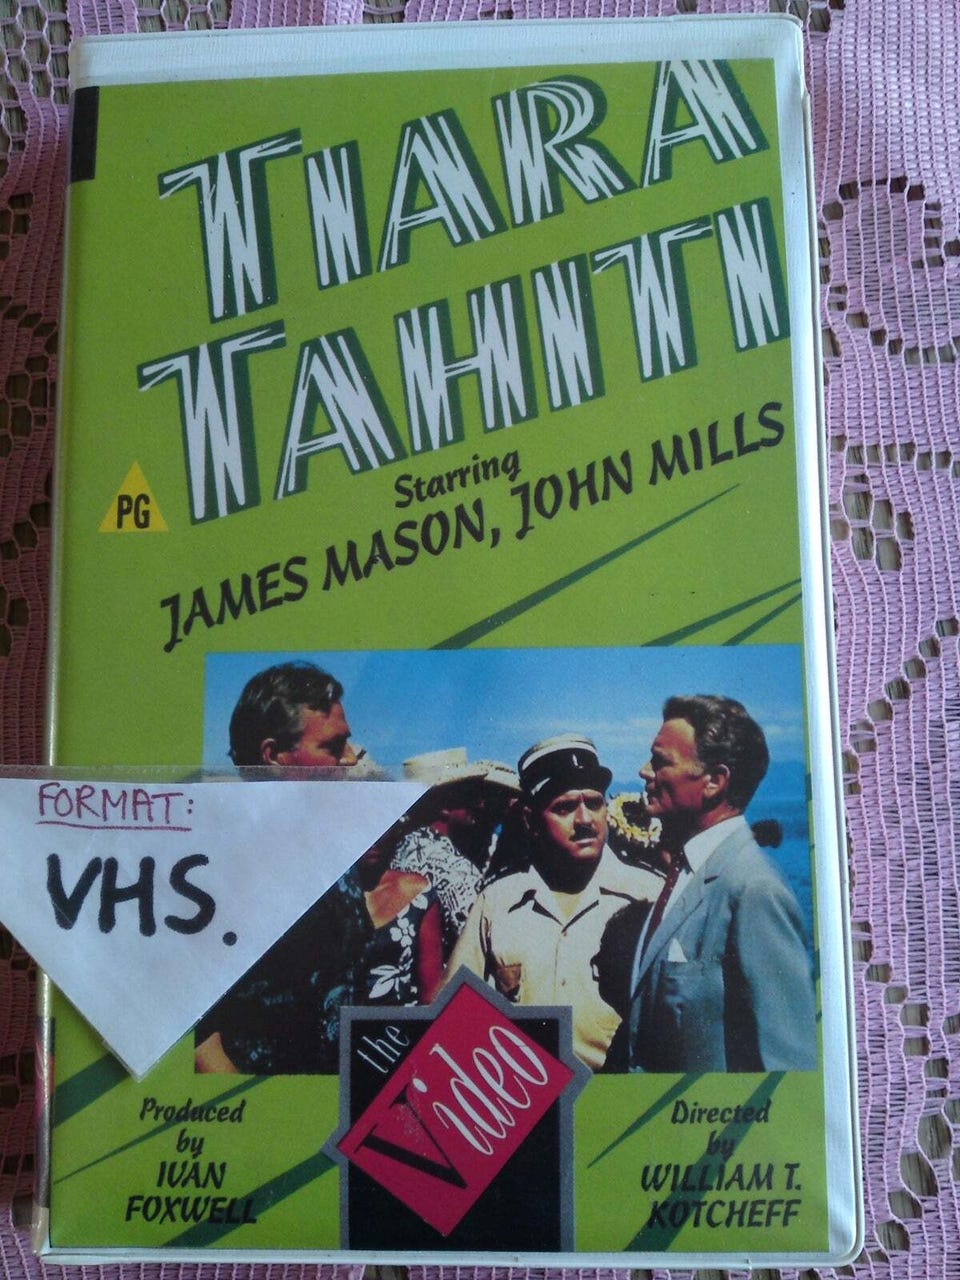 TIARA
TAHITI
PG
Starring
JAMES MASON, JOHN MILLS
FORMAT:
VHS.
the
Video
Produced
by
IVAN
FOXWELL
Directed
by
WILLIAM T.
KOTCHEFF